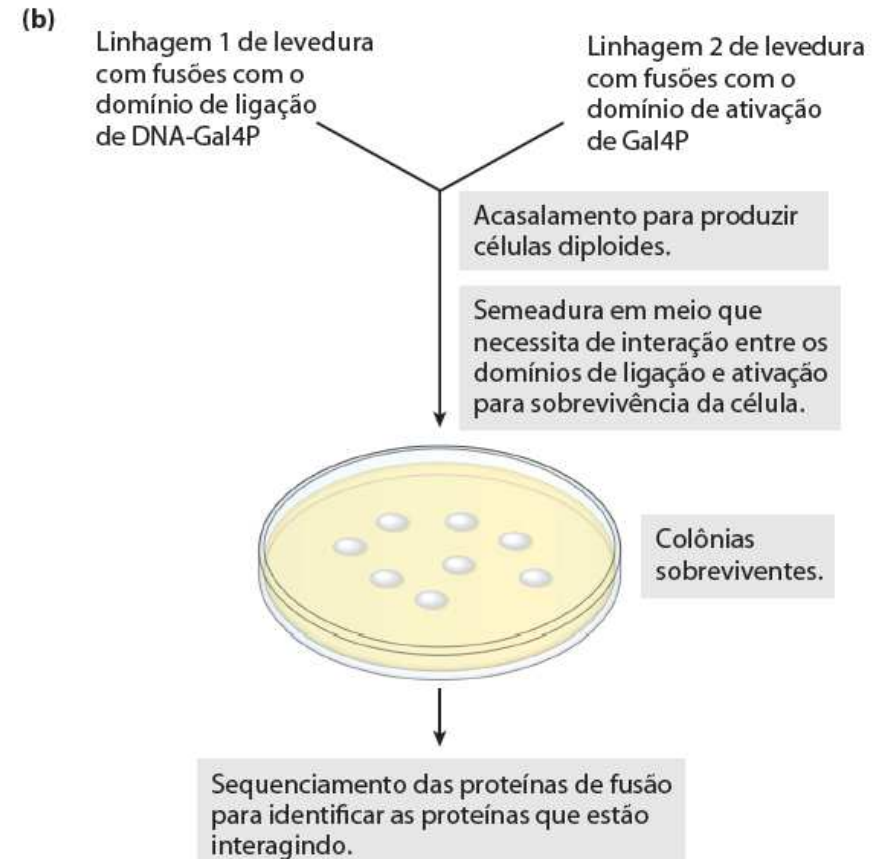 (b)
Linhagem 1 de levedura
com fusões com o
domínio de ligação
de DNA-Gal4P
Linhagem 2 de levedura
com fusões com o
domínio de ativação
de Gal4P
Acasalamento para produzir
células diploides.
Semeadura em meio que
necessita de interação entre os
domínios de ligação e ativação
para sobrevivência da célula.
Colônias
sobreviventes.
Sequenciamento das proteínas de fusão
para identificar as proteínas que estão
interagindo.